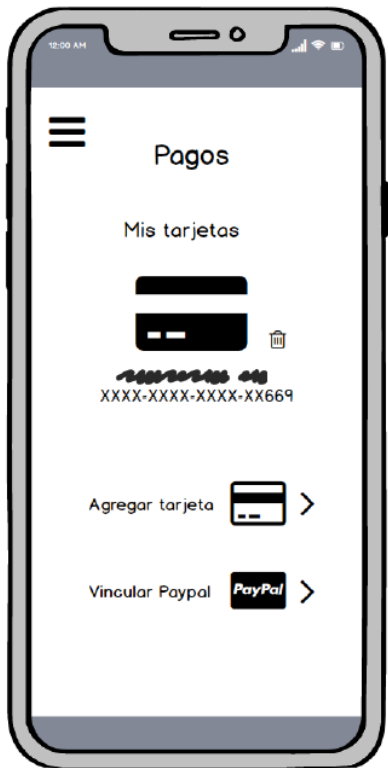 12:00 AM
Pagos
Mis tarjetas
XXXX-XXXX-XXXX-XX669
Agregar tarjeta
Vincular Paypal PayPal